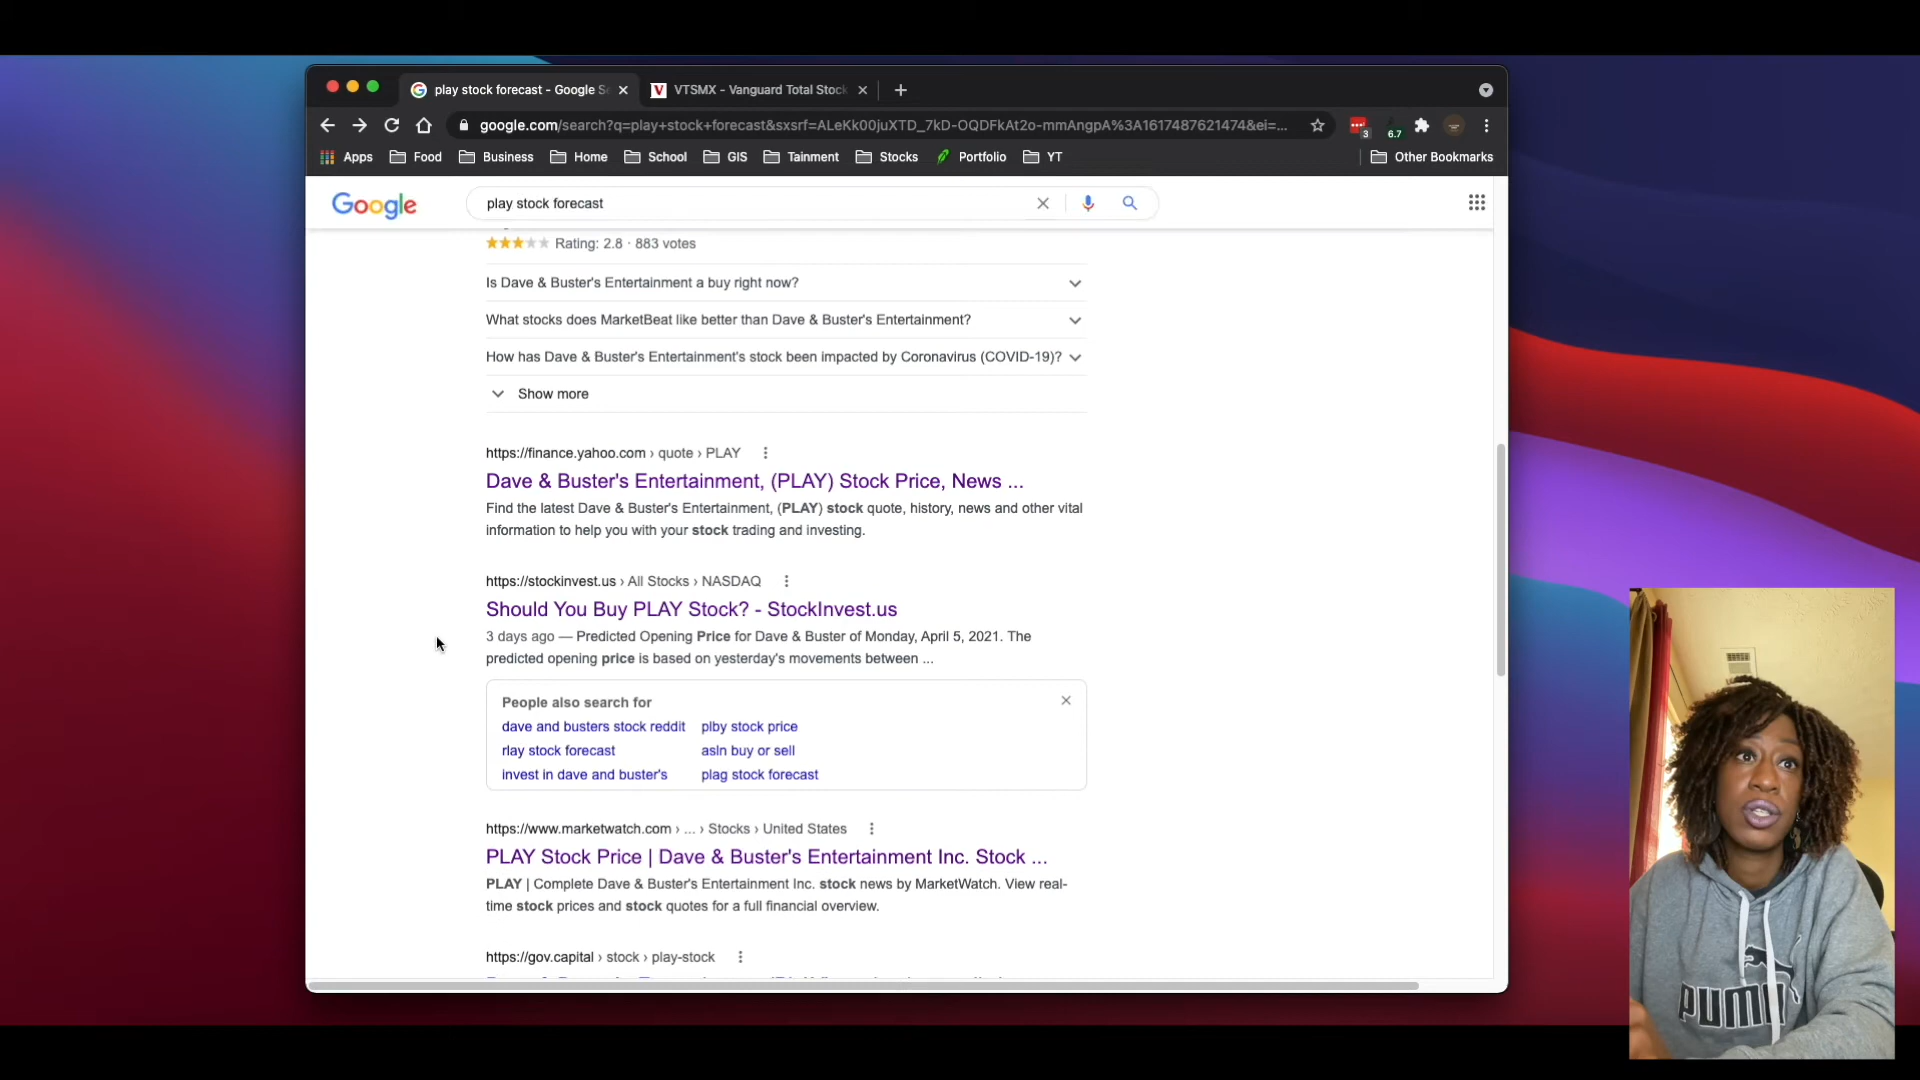 play stock forecast - Google S
VTSMX - Vanguard Total Stock
google.com/search?q=play+stock+forecast&sxsrf=ALeKk00juXTD_7kD-OQDFkAt2o-mmAngpA%3A1617487621474&ei=...
3
6.7
Apps
Food
Business
Home
School
GIS
Tainment
Stocks
Portfolio
YT
Other Bookmarks
Google
play stock forecast
Rating: 2.8 · 883 votes
Is Dave & Buster's Entertainment a buy right now?
What stocks does MarketBeat like better than Dave & Buster's Entertainment?
How has Dave & Buster's Entertainment's stock been impacted by Coronavirus (COVID-19)?
Show more
https://finance.yahoo.com › quote › PLAY
Dave & Buster's Entertainment, (PLAY) Stock Price, News ...
Find the latest Dave & Buster's Entertainment, (PLAY) stock quote, history, news and other vital
information to help you with your stock trading and investing.
https://stockinvest.us › All Stocks › NASDAQ
Should You Buy PLAY Stock? - StockInvest.us
3 days ago — Predicted Opening Price for Dave & Buster of Monday, April 5, 2021. The
predicted opening price is based on yesterday's movements between ...
People also search for
dave and busters stock reddit
plby stock price
rlay stock forecast
asln buy or sell
invest in dave and buster's
plag stock forecast
https://www.marketwatch.com › ... › Stocks › United States
PLAY Stock Price | Dave & Buster's Entertainment Inc. Stock ...
PLAY | Complete Dave & Buster's Entertainment Inc. stock news by MarketWatch. View real-
time stock prices and stock quotes for a full financial overview.
https://gov.capital › stock › play-stock
PUMA